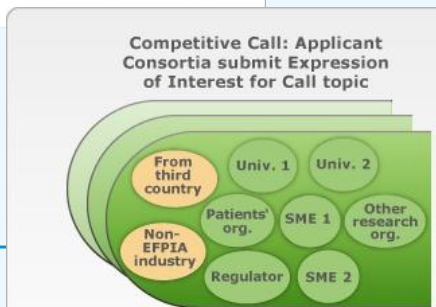 Competitive Call: Applicant
Consortia submit Expression
of Interest for Call topic
From
third
country
Univ. 1
Univ. 2
Patients'
org.
SME 1
Other
research
org.
Non-
EFPIA
industry
Regulator
SME 2